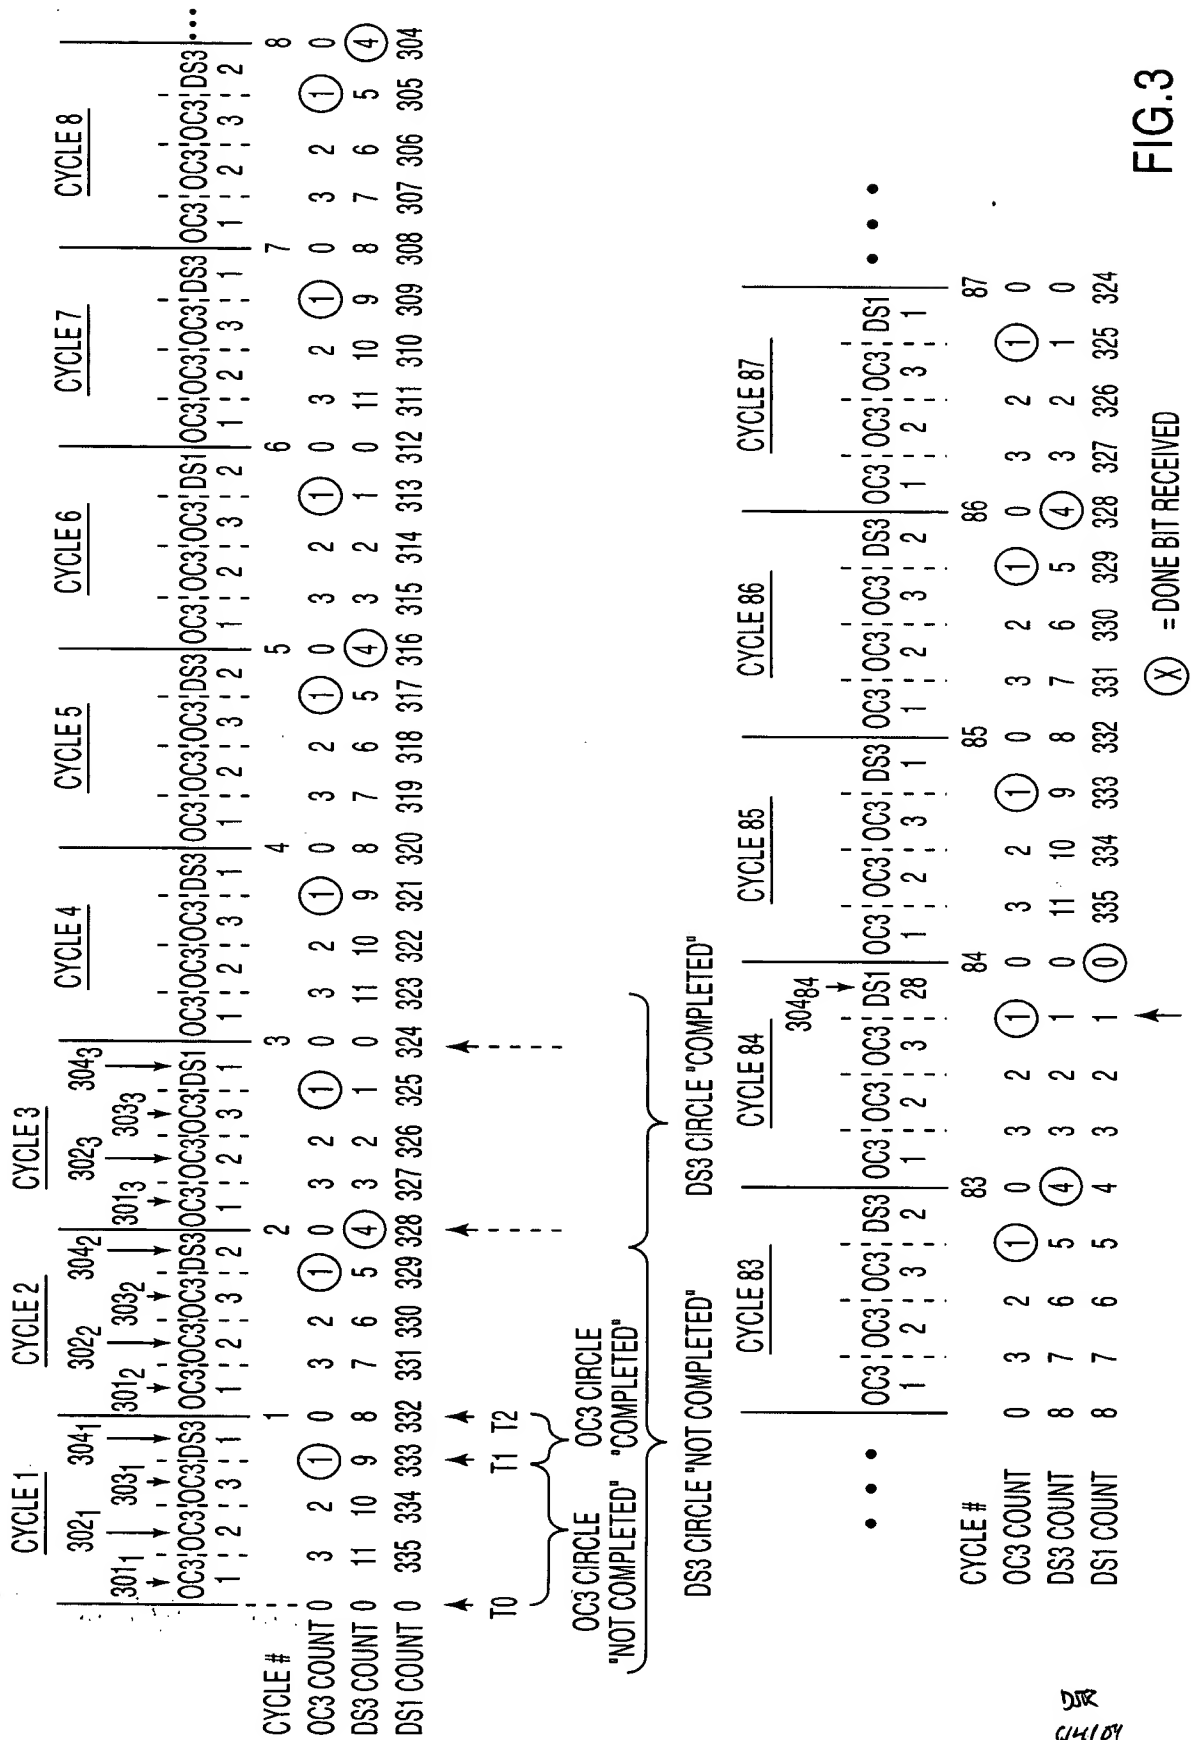 CYCLE 1 CYCLE 2 CYCLE 3 CYCLE 4 CYCLE 5 CYCLE 6 CYCLE 7 CYCLE 8
301₁ 302₁ 303₁ 304₁ 301₂ 302₂ 303₂ 304₂ 301₃ 302₃ 303₃ 304₃
OC3 OC3 OC3 DS3 OC3 OC3 OC3 DS3 OC3 OC3 OC3 DS1 OC3 OC3 OC3 DS3 OC3 OC3 OC3 DS3 OC3 OC3 OC3 DS1 OC3 OC3 OC3 DS3 OC3 OC3 OC3 DS3 •••
1 2 3 1 1 2 3 2 1 2 3 1 1 2 3 1 1 2 3 2 1 2 3 2 1 2 3 1 1 2 3 2
CYCLE # 1 2 3 4 5 6 7 8
OC3 COUNT 0 3 2 1 0 3 2 1 0 3 2 1 0 3 2 1 0 3 2 1 0 3 2 1 0 3 2 1 0 3 2 1 0
DS3 COUNT 0 11 10 9 8 7 6 5 4 3 2 1 0 11 10 9 8 7 6 5 4 3 2 1 0 11 10 9 8 7 6 5 4
DS1 COUNT 0 335 334 333 332 331 330 329 328 327 326 325 324 323 322 321 320 319 318 317 316 315 314 313 312 311 310 309 308 307 306 305 304
T0 T1 T2
OC3 CIRCLE
"NOT COMPLETED"
OC3 CIRCLE
"COMPLETED"
DS3 CIRCLE "NOT COMPLETED"
DS3 CIRCLE "COMPLETED"
CYCLE 83 CYCLE 84 CYCLE 85 CYCLE 86 CYCLE 87
304₈₄
••• OC3 OC3 OC3 DS3 OC3 OC3 OC3 DS1 OC3 OC3 OC3 DS3 OC3 OC3 OC3 DS3 OC3 OC3 OC3 DS1 •••
1 2 3 2 1 2 3 28 1 2 3 1 1 2 3 2 1 2 3 1
CYCLE # 83 84 85 86 87
OC3 COUNT 0 3 2 1 0 3 2 1 0 3 2 1 0 3 2 1 0 3 2 1 0
DS3 COUNT 8 7 6 5 4 3 2 1 0 11 10 9 8 7 6 5 4 3 2 1 0
DS1 COUNT 8 7 6 5 4 3 2 1 0 335 334 333 332 331 330 329 328 327 326 325 324
X = DONE BIT RECEIVED
FIG.3